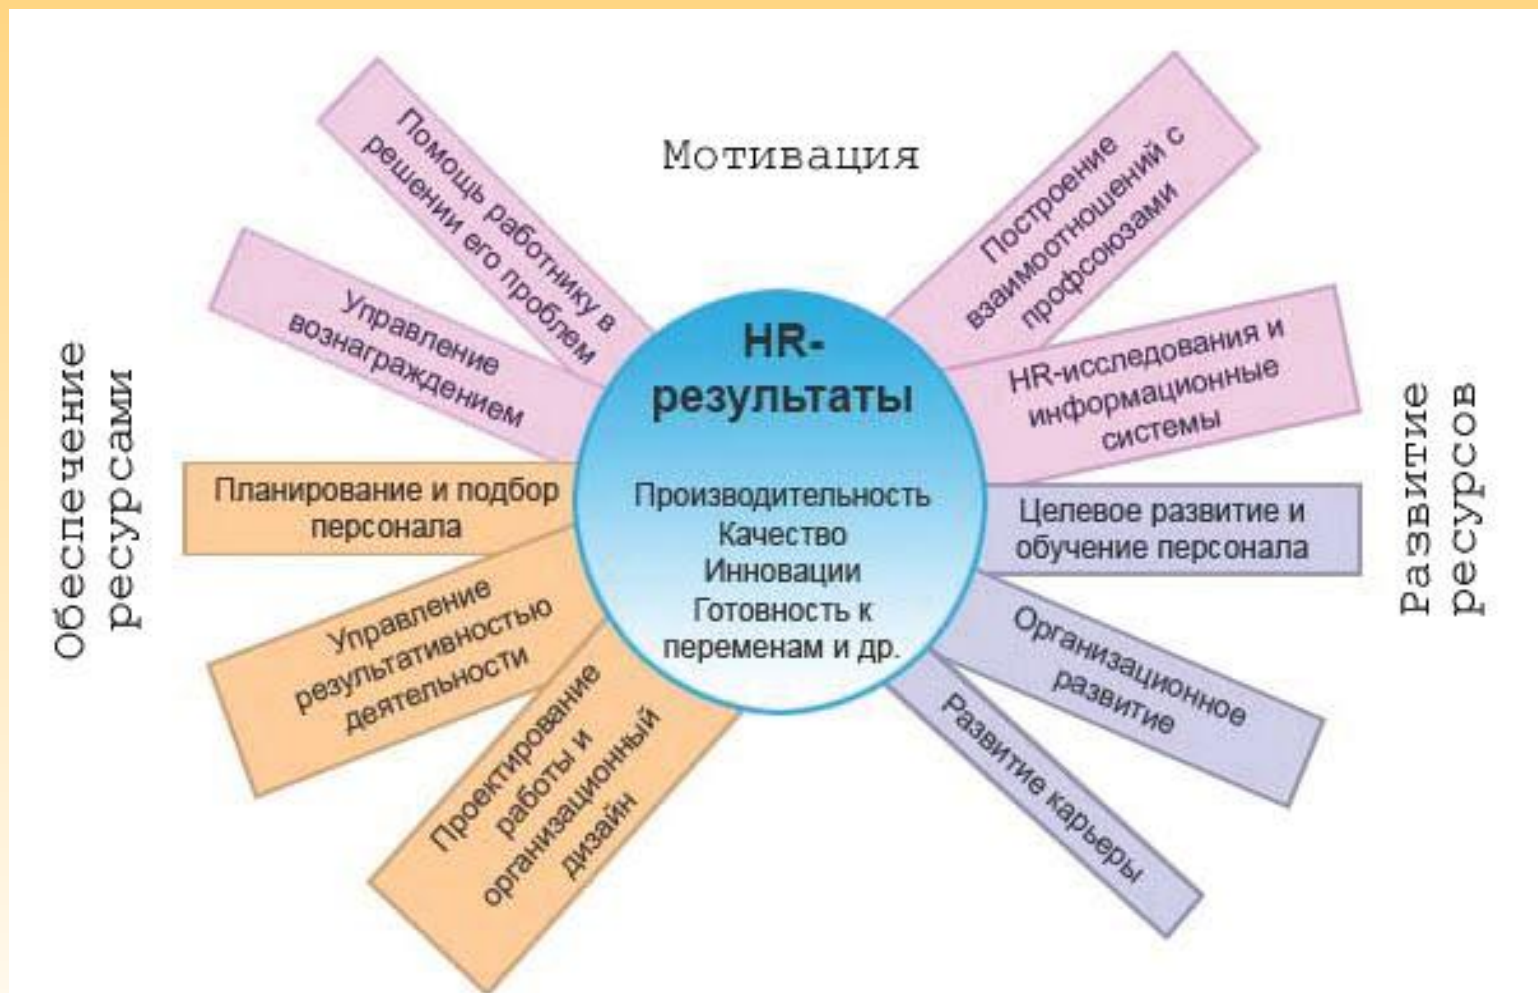 Мотивация
Помощь работнику в
решении его проблем
Управление
вознаграждением
Обеспечение
ресурсами
Планирование и подбор
персонала
Управление
результативностью
деятельности
Проектирование
работы и
организационный
дизайн
HR-
результаты
Производительность
Качество
Инновации
Готовность к
переменам и др.
Построение
взаимоотношений с
профсоюзами
HR-исследования и
информационные
системы
Развитие
ресурсов
Целевое развитие и
обучение персонала
Организационное
развитие
Развитие карьеры